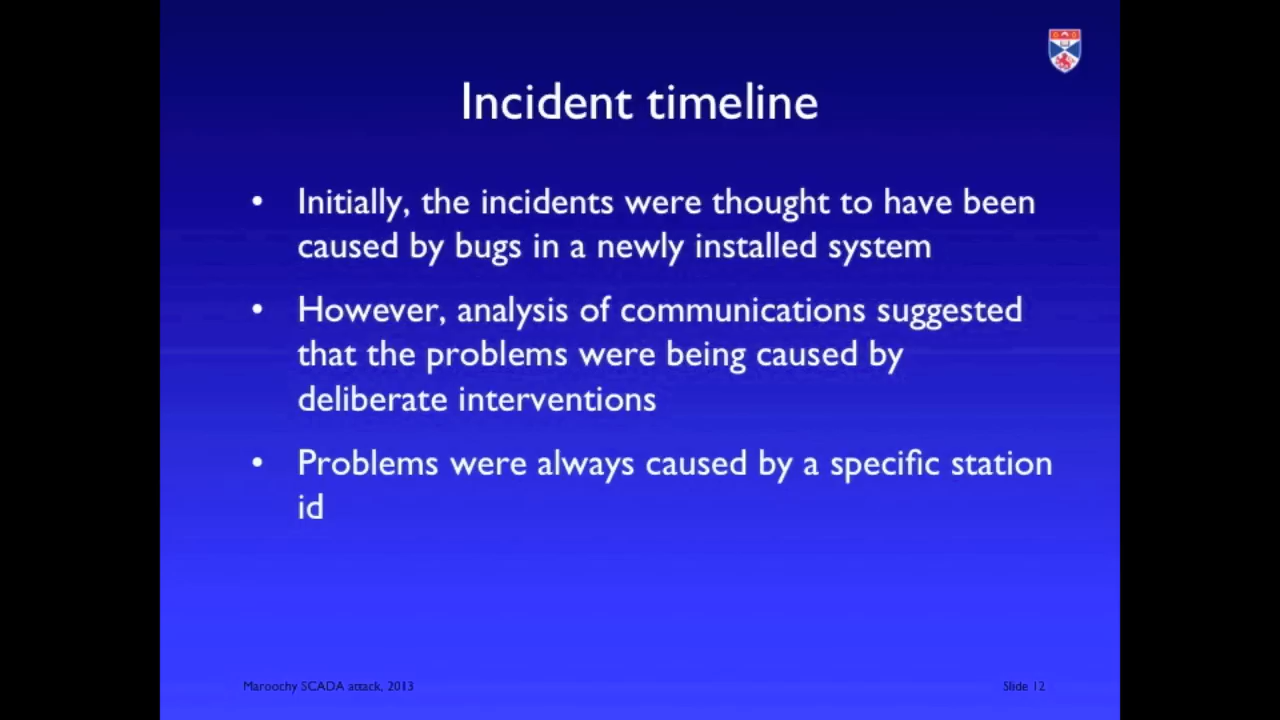 Incident timeline
• Initially, the incidents were thought to have been
caused by bugs in a newly installed system
• However, analysis of communications suggested
that the problems were being caused by
deliberate interventions
• Problems were always caused by a specific station
id
Maroochy SCADA attack, 2013
Slide 12